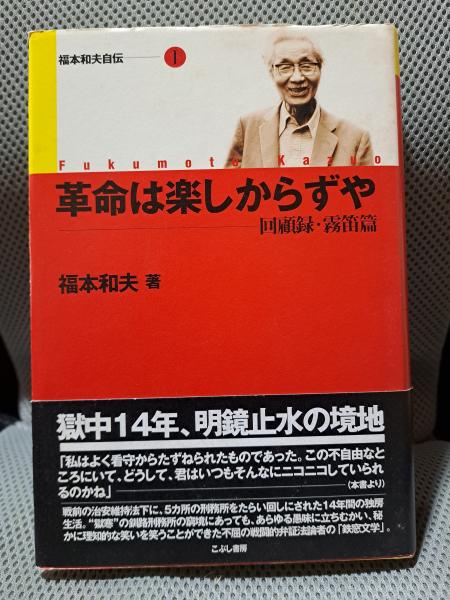 福本和夫自伝 1
Fukumoto Kazuo
革命は楽しからずや
回顧録・霧笛篇
福本和夫 著
獄中14年、明鏡止水の境地
「私はよく看守からたずねられたものであった。この不自由なと
ころにいて、どうして、君はいつもそんなにニコニコしていられ
るのかね」
(本書より)
戦前の治安維持法下に、5カ所の刑務所をたらい回しにされた14年間の独房
生活。“獄寒”の釧路刑務所の窮境にあっても、あらゆる愚昧に立ちむかい、秘
かに理知的な笑いを笑うことができた不屈の戦闘的弁証法論者の「鉄窓文学」。
こぶし書房